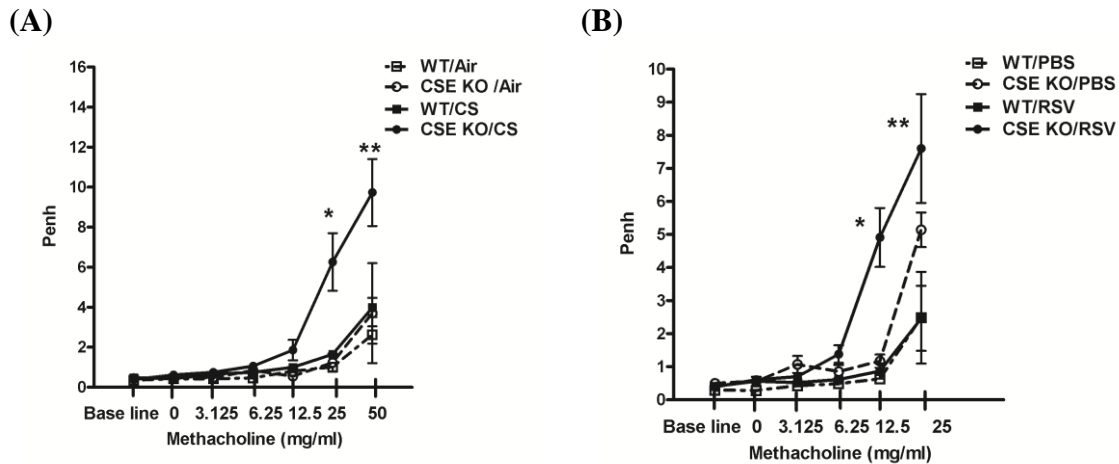 (A)
16
14
12
10
8
6
4
2
0
Penh
WT/Air
CSE KO /Air
WT/CS
CSE KO/CS
*
**
Base line 0 3.125 6.25 12.5 25 50
Methacholine (mg/ml)
(B)
10
9
8
7
6
5
4
3
2
1
0
Penh
WT/PBS
CSE KO/PBS
WT/RSV
CSE KO/RSV
*
**
Base line 0 3.125 6.25 12.5 25
Methacholine (mg/ml)